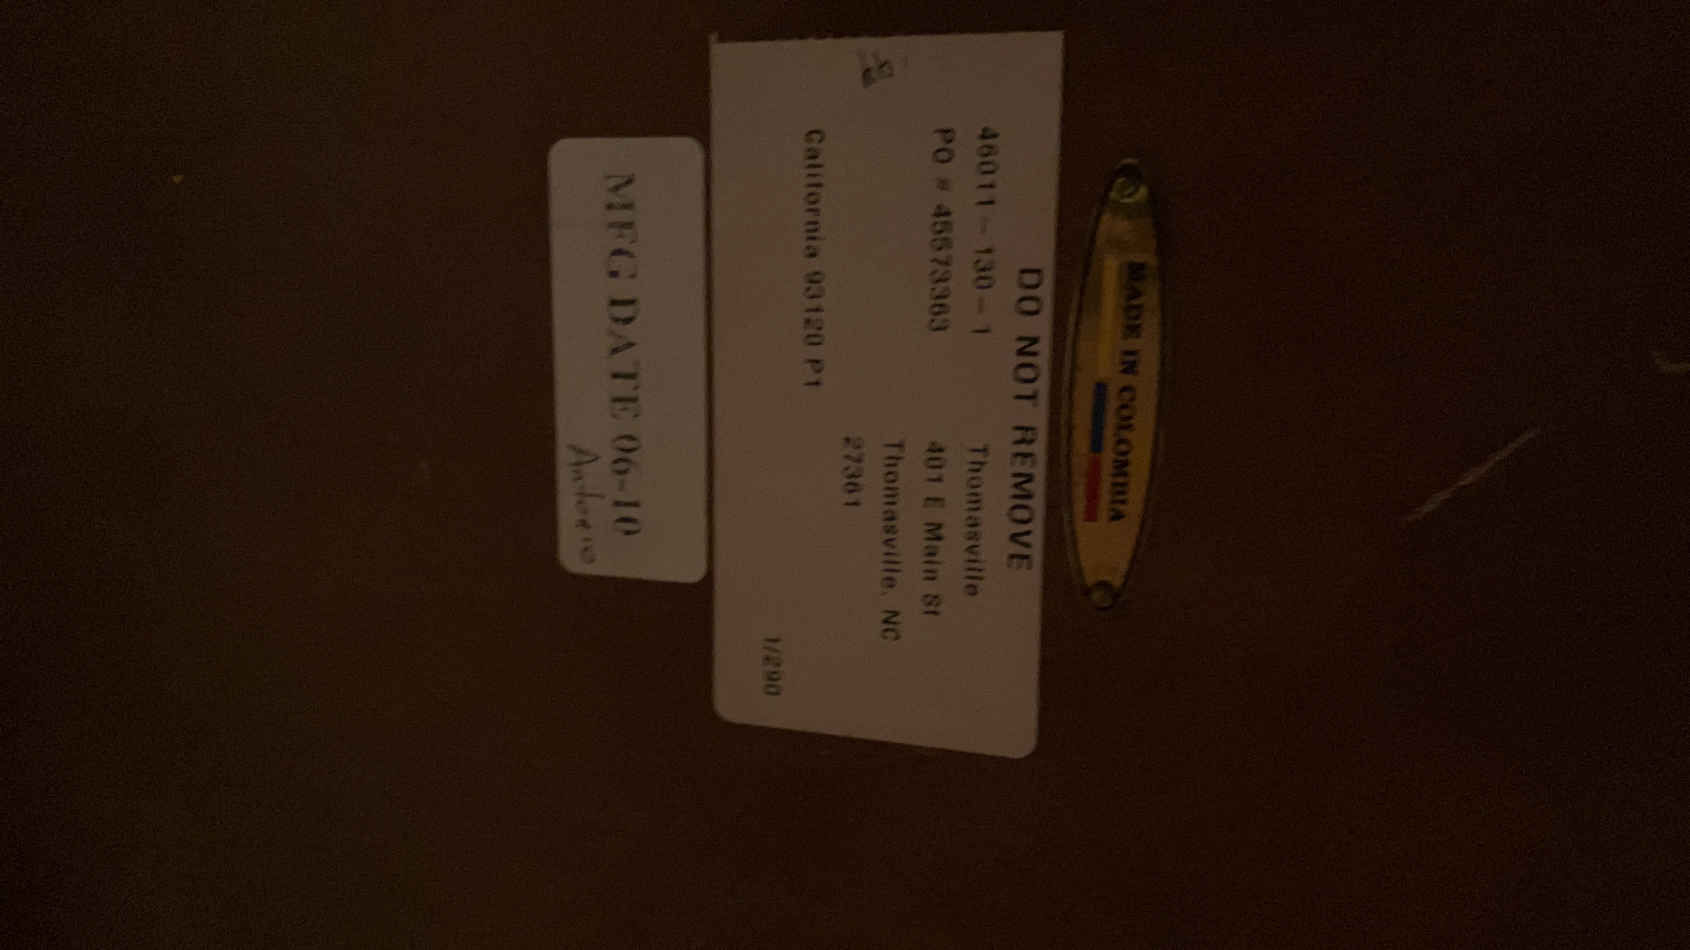 MADE IN COLOMBIA
DO NOT REMOVE
46011-130-1
PO # 45573363
Thomasville
401 E Main St
Thomasville, NC
27361
California 93120 P1
1/290
MFG DATE 06-10